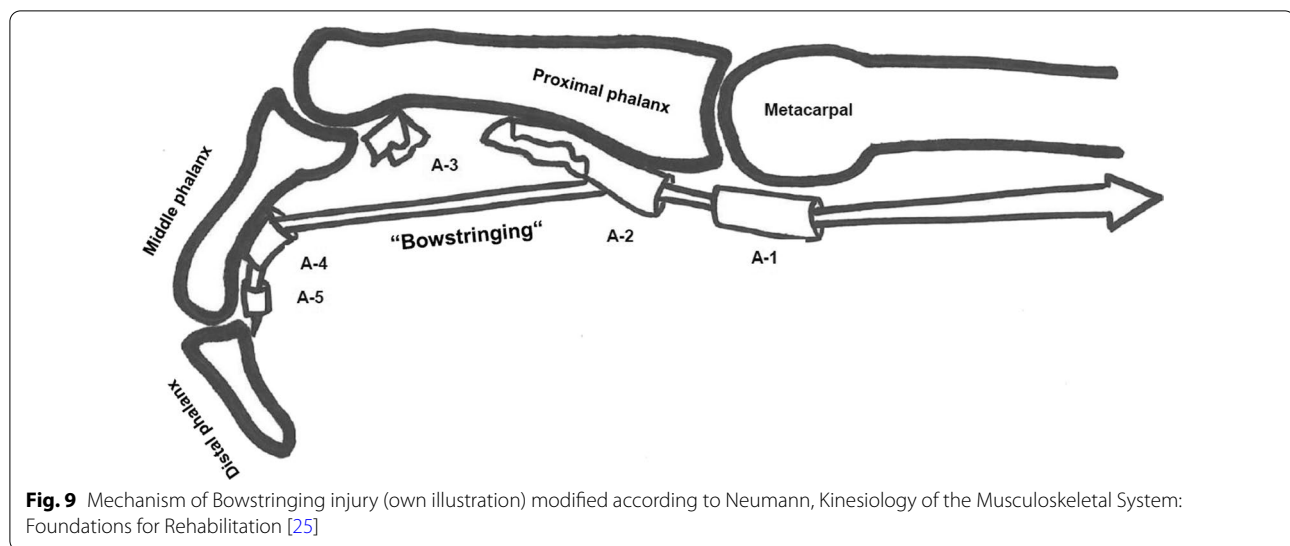 Proximal phalanx
Metacarpal
Middle phalanx
A-3
"Bowstringing“
A-2
A-1
A-4
A-5
Distal phalanx
Fig. 9 Mechanism of Bowstringing injury (own illustration) modified according to Neumann, Kinesiology of the Musculoskeletal System:
Foundations for Rehabilitation [25]